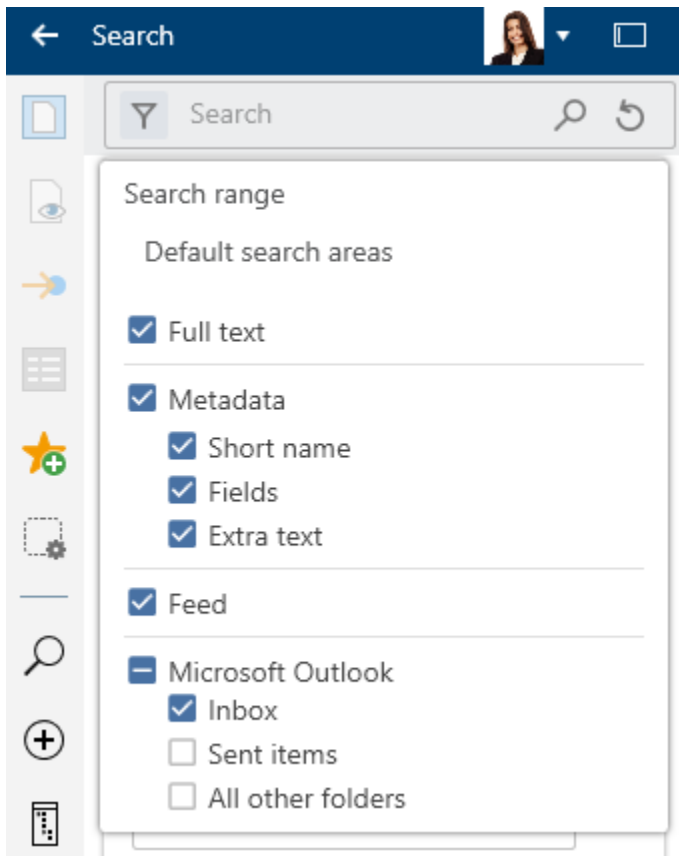 Search
Search
Search range
Default search areas
Full text
Metadata
Short name
Fields
Extra text
Feed
Microsoft Outlook
Inbox
Sent items
All other folders